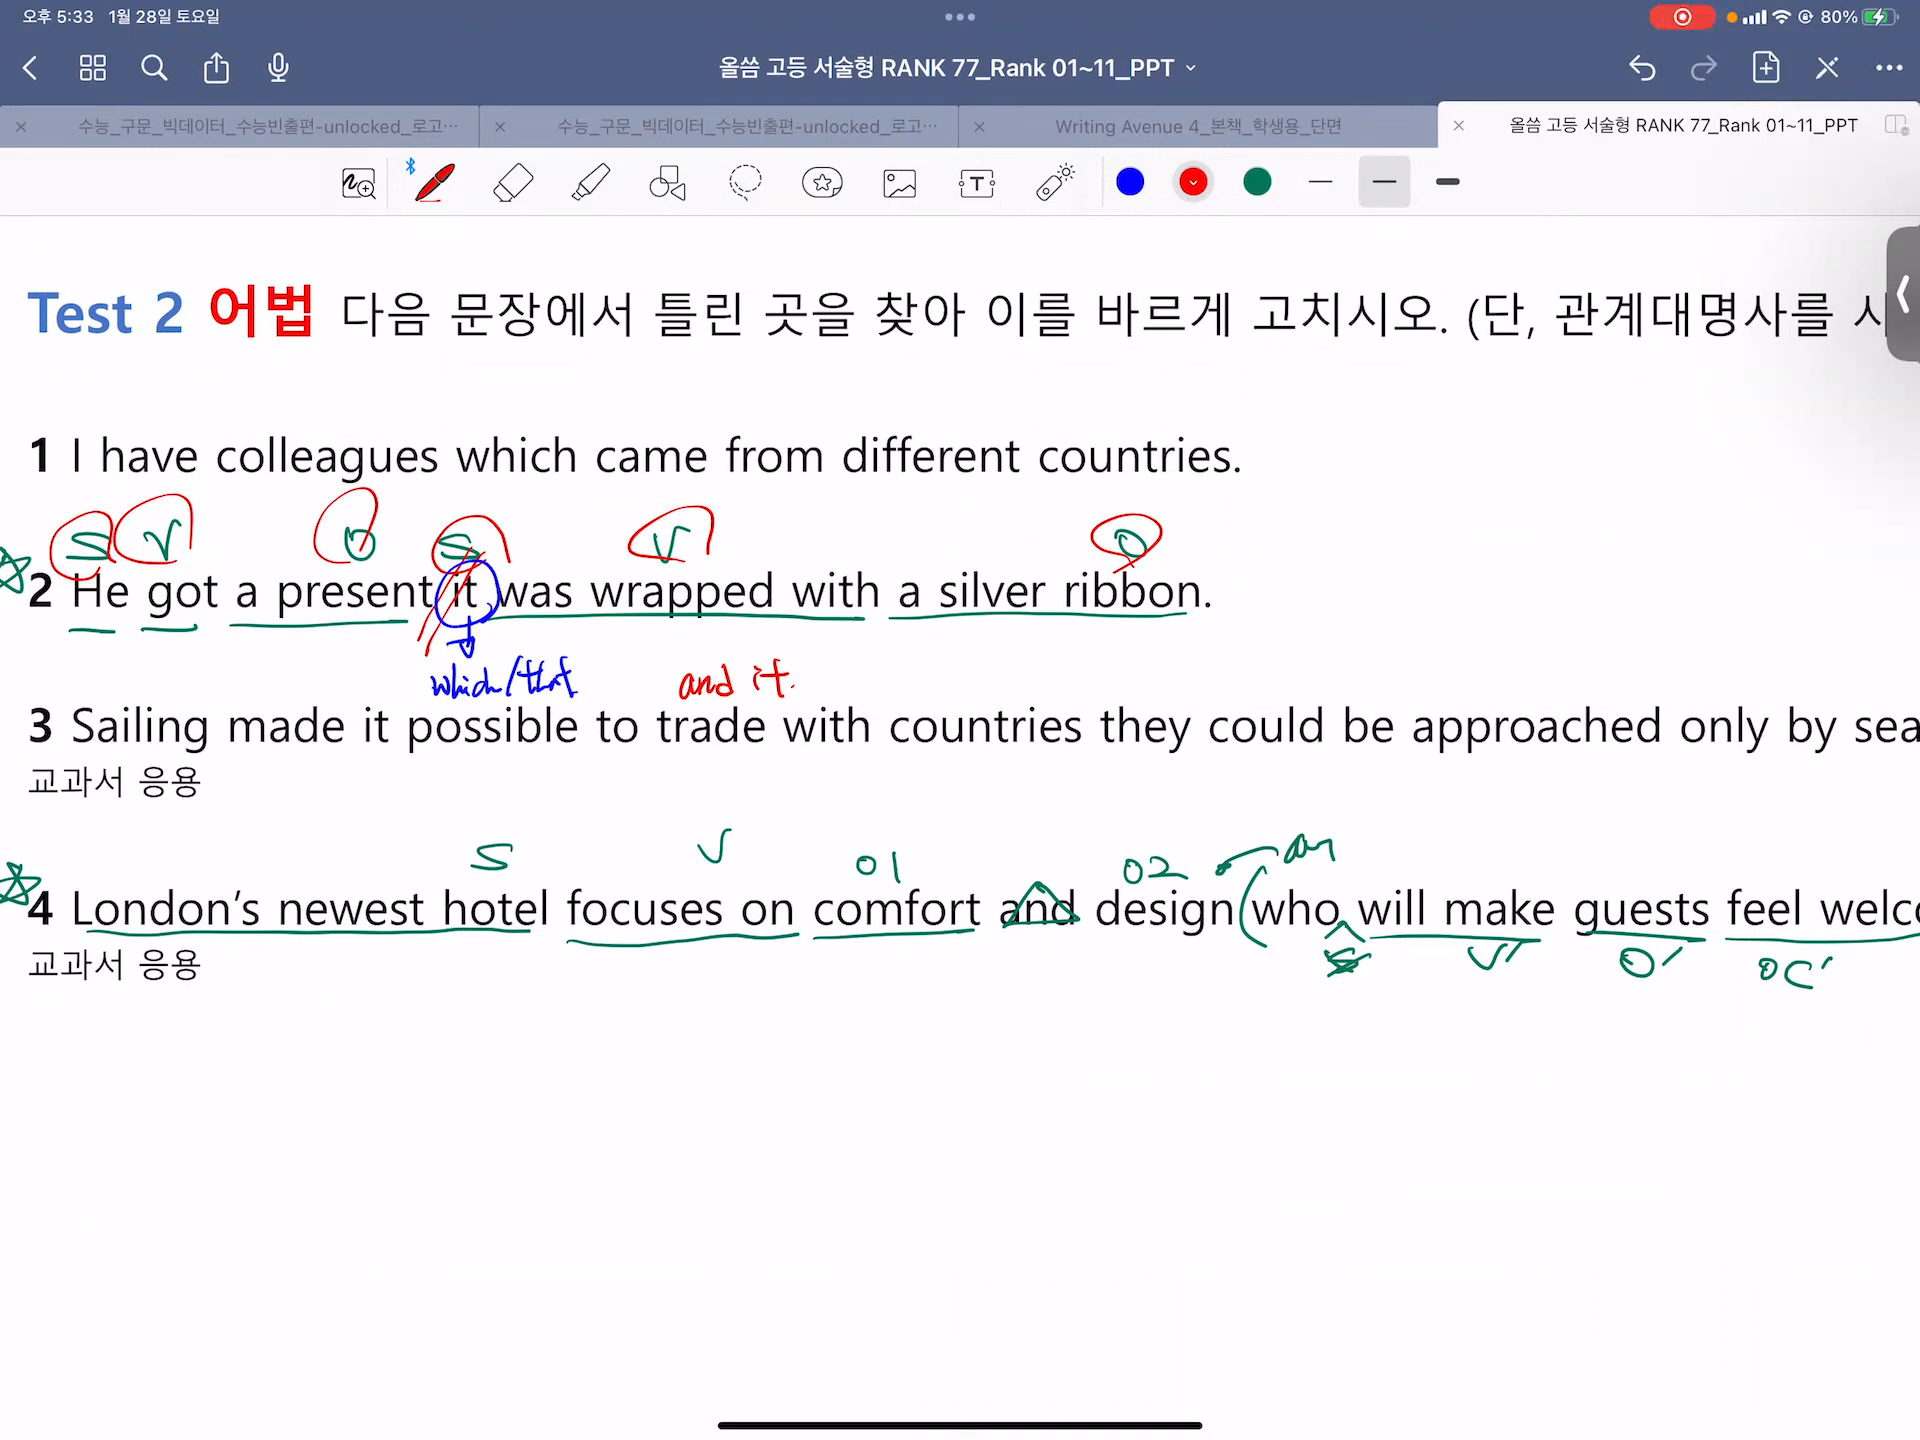 오후 5:33 1월 28일 토요일
80%
올씀 고등 서술형 RANK 77_Rank 01~11_PPT
수능_구문_빅데이터_수능빈출편-unlocked_로고…
수능_구문_빅데이터_수능빈출편-unlocked_로고…
Writing Avenue 4_본책_학생용_단면
올씀 고등 서술형 RANK 77_Rank 01~11_PPT
Test 2 어법 다음 문장에서 틀린 곳을 찾아 이를 바르게 고치시오. (단, 관계대명사를
1 I have colleagues which came from different countries.
S V O S V O
2 He got a present it was wrapped with a silver ribbon.
which/that and it.
3 Sailing made it possible to trade with countries they could be approached only by sea
교과서 응용
S V O1 O2
4 London's newest hotel focuses on comfort and design (who will make guests feel welc
V' O' OC'
교과서 응용